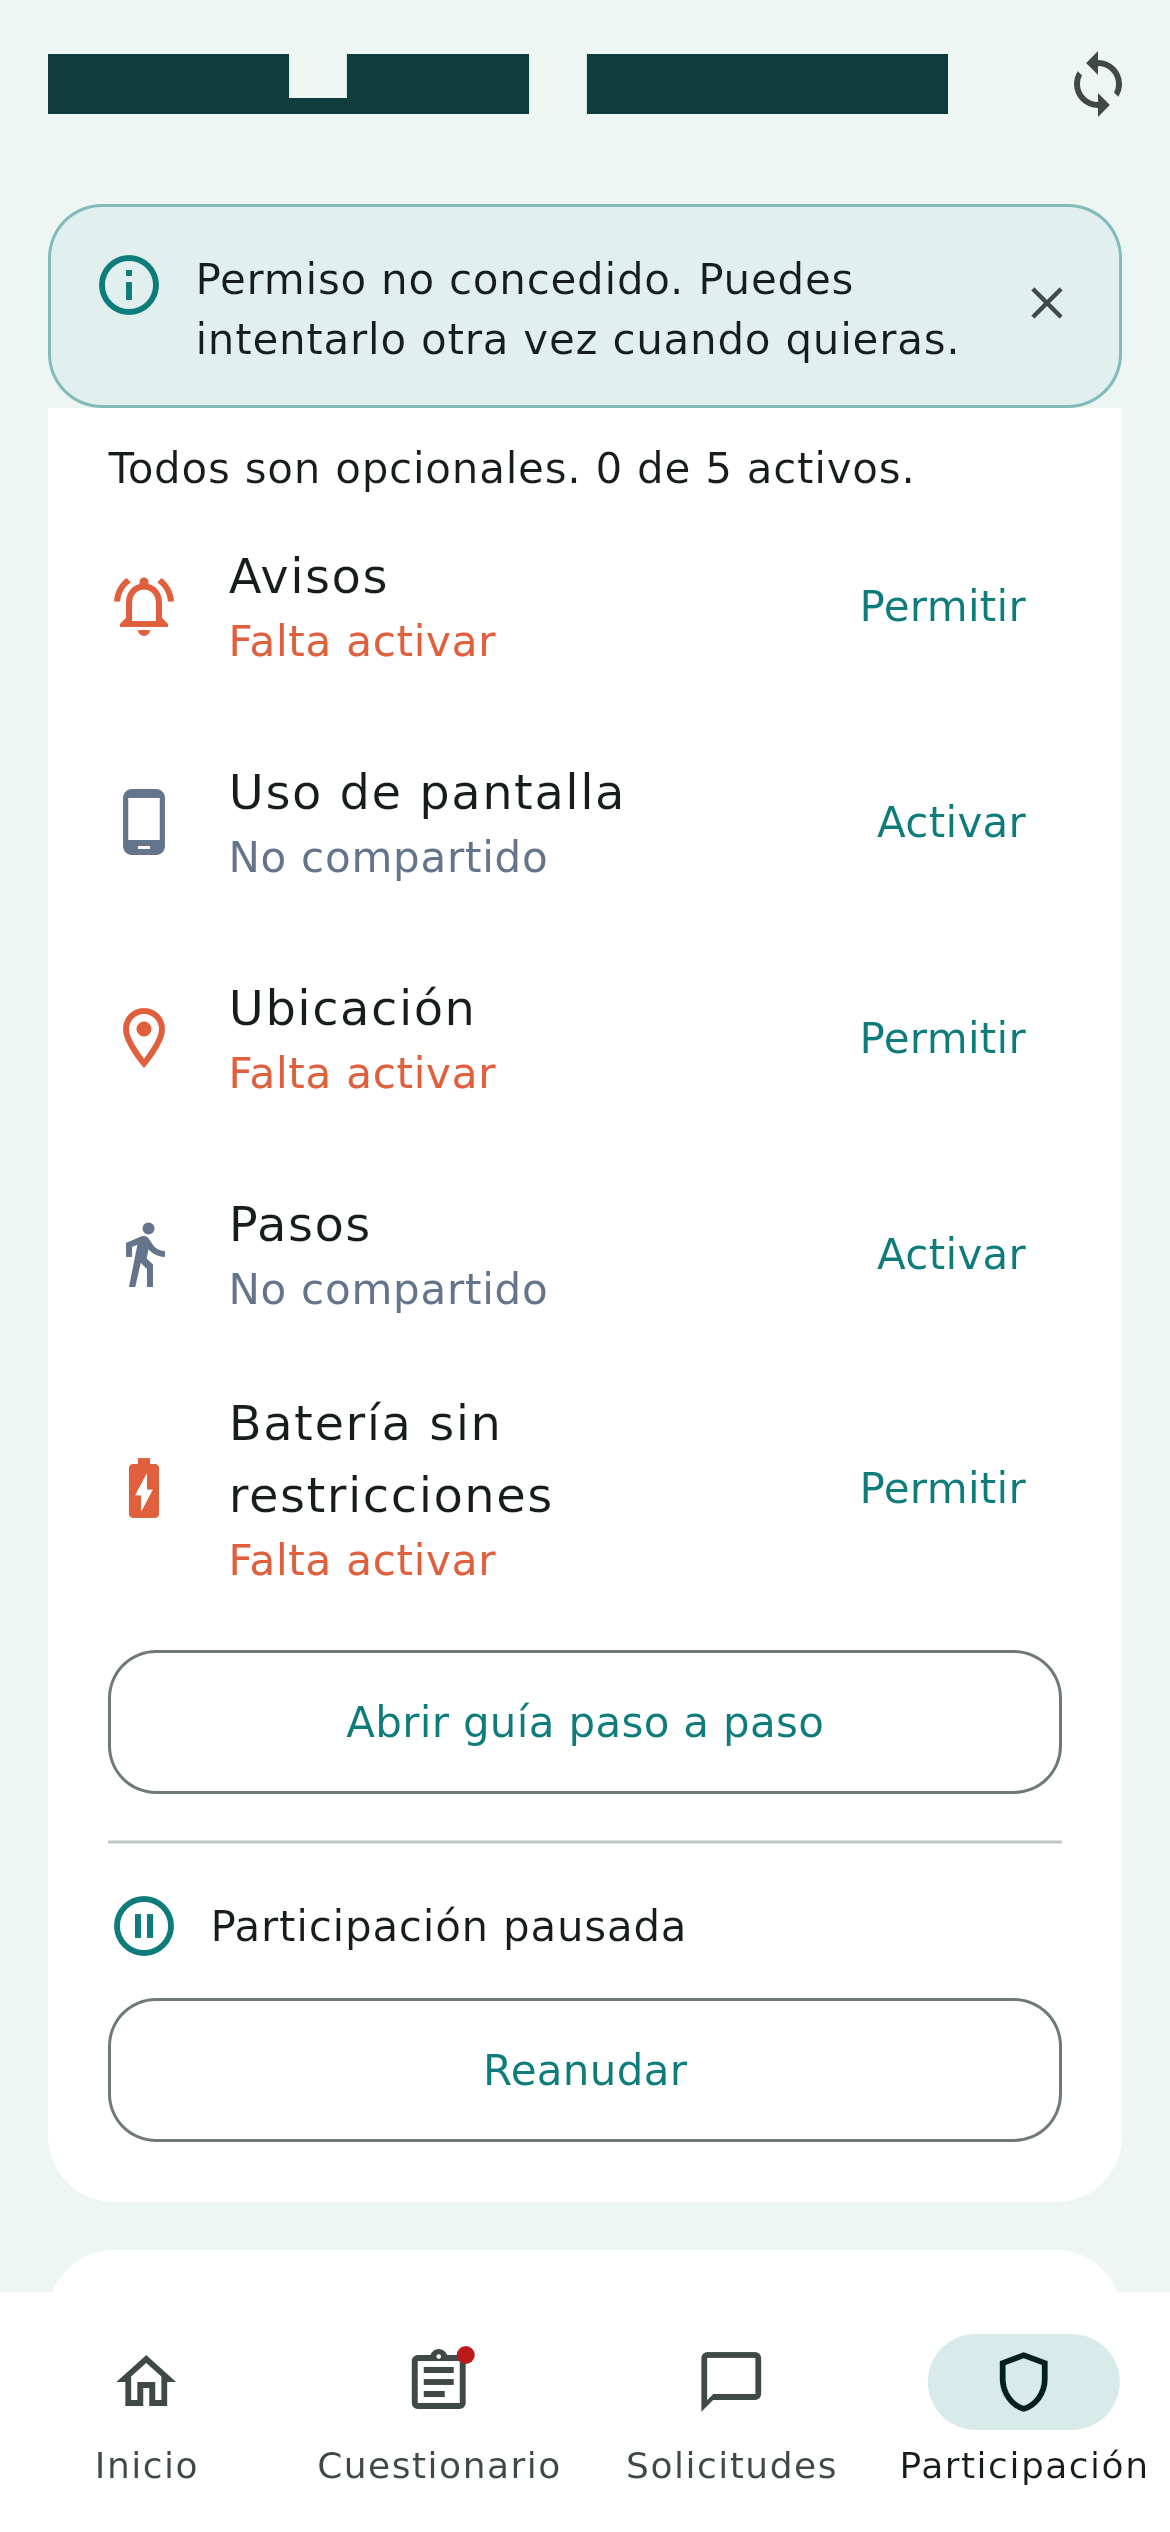 Permiso no concedido. Puedes
intentarlo otra vez cuando quieras.
Todos son opcionales. 0 de 5 activos.
Avisos
Falta activar
Permitir
Uso de pantalla
No compartido
Activar
Ubicación
Falta activar
Permitir
Pasos
No compartido
Activar
Batería sin
restricciones
Falta activar
Permitir
Abrir guía paso a paso
Participación pausada
Reanudar
Inicio
Cuestionario
Solicitudes
Participación